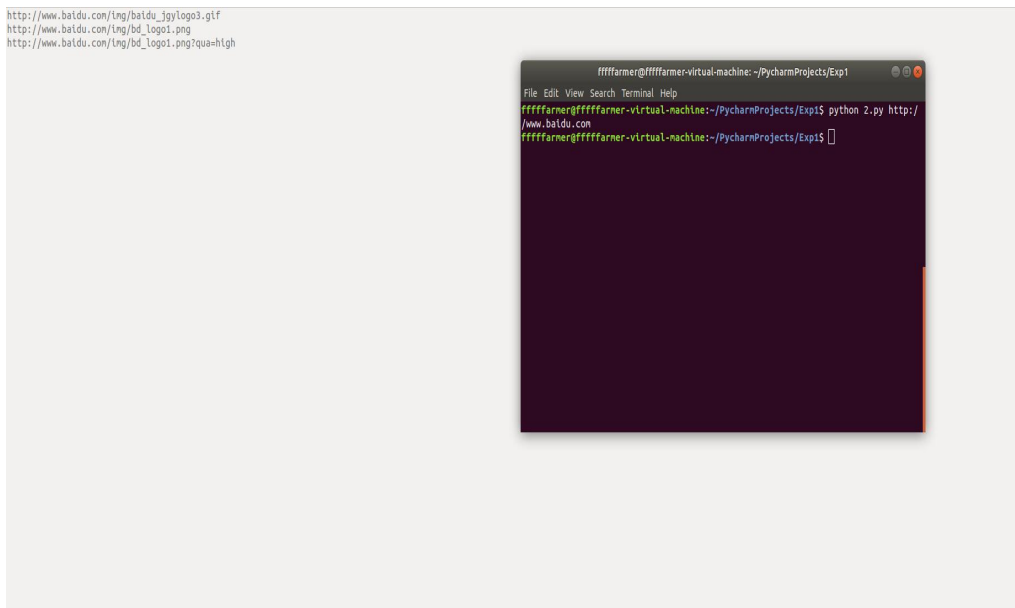 http://www.baidu.com/img/baidu_jgylogo3.gif
http://www.baidu.com/img/bd_logo1.png
http://www.baidu.com/img/bd_logo1.png?qua=high
fffffarmer@fffffarmer-virtual-machine: ~/PycharmProjects/Exp1
File Edit View Search Terminal Help
fffffarmer@fffffarmer-virtual-machine:~/PycharmProjects/Exp1$ python 2.py http:/
/www.baidu.com
fffffarmer@fffffarmer-virtual-machine:~/PycharmProjects/Exp1$